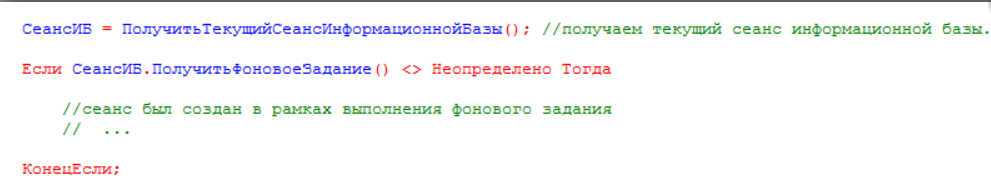 СеансИБ = ПолучитьТекущийСеансИнформационнойБазы(); //получаем текущий сеанс информационной базы.
Если СеансИБ.ПолучитьФоновоеЗадание() <> Неопределено Тогда
//сеанс был создан в рамках выполнения фонового задания
// ...
КонецЕсли;